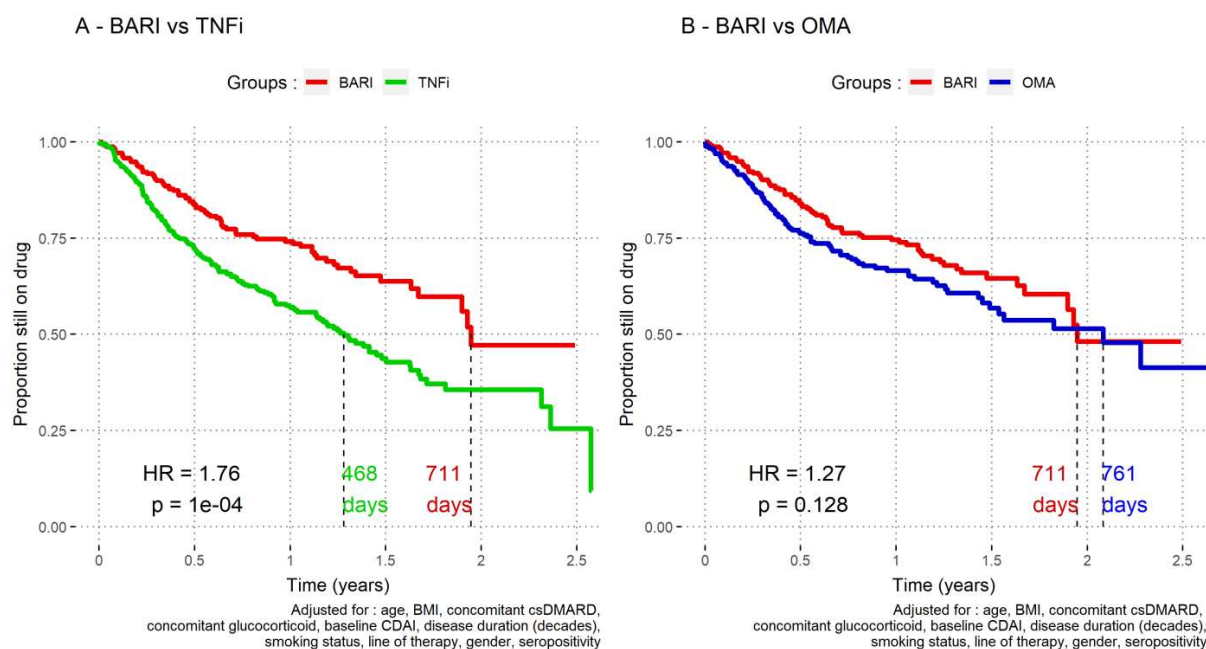 A - BARI vs TNFi
Groups : BARI TNFi
Proportion still on drug
1.00
0.75
0.50
0.25
0.00
HR = 1.76
p = 1e-04
468
days
711
days
0 0.5 1 1.5 2 2.5
Time (years)
Adjusted for : age, BMI, concomitant csDMARD,
concomitant glucocorticoid, baseline CDAI, disease duration (decades),
smoking status, line of therapy, gender, seropositivity
B - BARI vs OMA
Groups : BARI OMA
Proportion still on drug
1.00
0.75
0.50
0.25
0.00
HR = 1.27
p = 0.128
711
days
761
days
0 0.5 1 1.5 2 2.5
Time (years)
Adjusted for : age, BMI, concomitant csDMARD,
concomitant glucocorticoid, baseline CDAI, disease duration (decades),
smoking status, line of therapy, gender, seropositivity